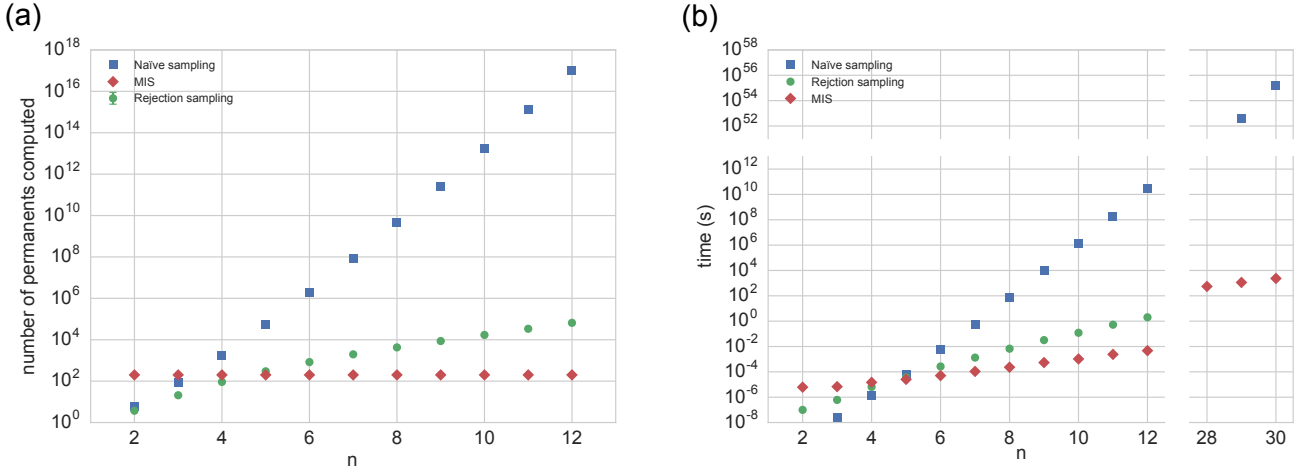 (a)
number of permanents computed
10^18
10^16
10^14
10^12
10^10
10^8
10^6
10^4
10^2
10^0
Naïve sampling
MIS
Rejection sampling
2 4 6 8 10 12
n
(b)
time (s)
10^58
10^56
10^54
10^52
10^12
10^10
10^8
10^6
10^4
10^2
10^0
10^-2
10^-4
10^-6
10^-8
Naïve sampling
Rejction sampling
MIS
2 4 6 8 10 12 28 29 30
n